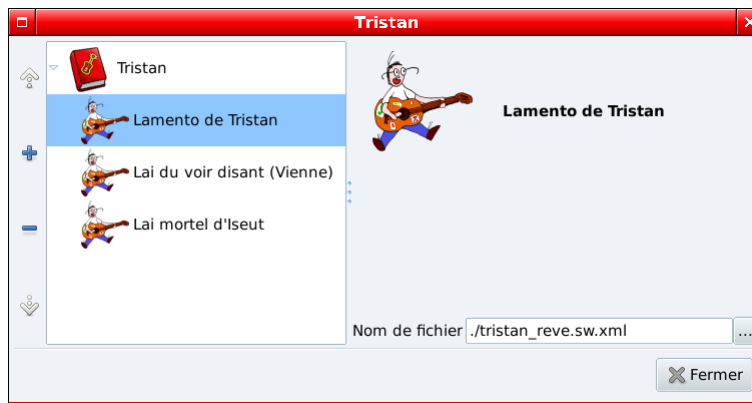 Tristan
Tristan
Lamento de Tristan
Lai du voir disant (Vienne)
Lai mortel d'Iseut
Lamento de Tristan
Nom de fichier ./tristan_reve.sw.xml ...
Fermer